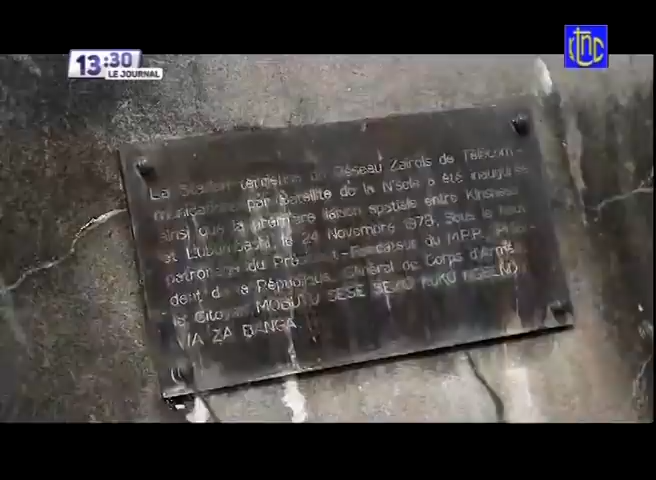 13:30
LE JOURNAL
rtnc
La Station terrienne du Réseau Zaïrois de Télécom-
munications par Satellite de la N'Sele a été inaugurée
ainsi que la première liaison spatiale entre Kinshasa
et Lubumbashi, le 24 Novembre 1978, Sous le haut
patronage du Président-Fondateur du M.P.R., Prési-
dent de la République, Général de Corps d'Armée
le Citoyen MOBUTU SESE SEKO KUKU NGBENDU
WA ZA BANGA